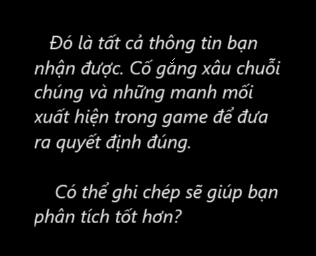 Đó là tất cả thông tin bạn
nhận được. Cố gắng xâu chuỗi
chúng và những manh mối
xuất hiện trong game để đưa
ra quyết định đúng.
Có thể ghi chép sẽ giúp bạn
phân tích tốt hơn?